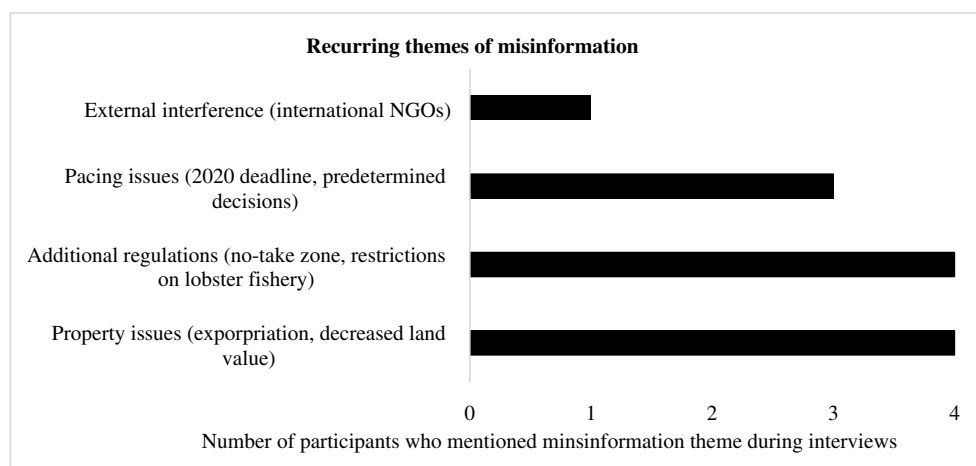 Recurring themes of misinformation
External interference (international NGOs)
Pacing issues (2020 deadline, predetermined
decisions)
Additional regulations (no-take zone, restrictions
on lobster fishery)
Property issues (exporpriation, decreased land
value)
0 1 2 3 4
Number of participants who mentioned minsinformation theme during interviews